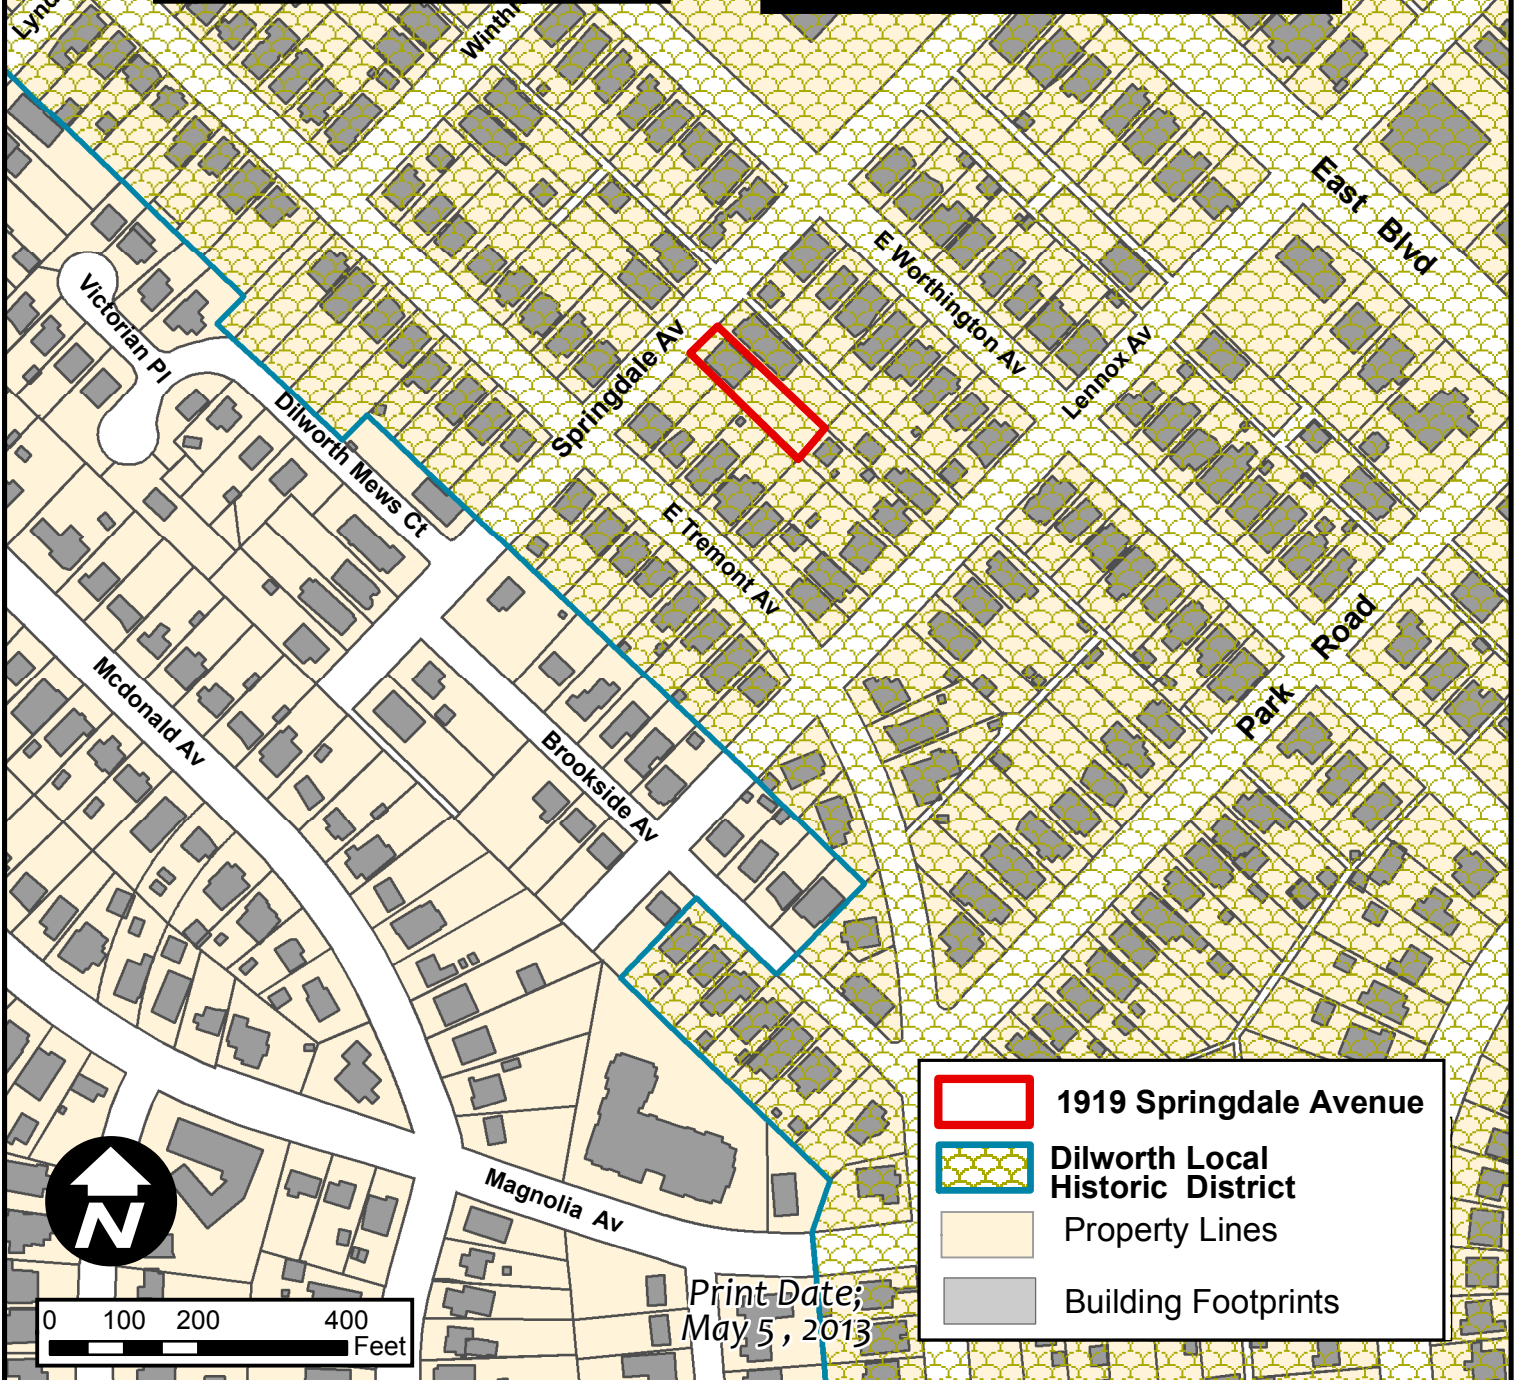 East Blvd
E Worthington Av
Springdale Av
Lennox Av
Victorian Pl
Dilworth Mews Ct
E Tremont Av
Park Road
Mcdonald Av
Brookside Av
Magnolia Av
1919 Springdale Avenue
Dilworth Local
Historic District
Property Lines
Building Footprints
N
0 100 200 400
Feet
Print Date;
May 5 , 2013